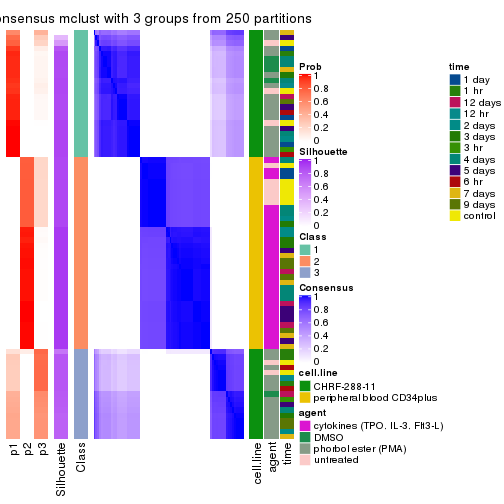 onsensus mclust with 3 groups from 250 partitions
Prob
1
0.8
0.6
0.4
0.2
0
Silhouette
1
0.8
0.6
0.4
0.2
0
Class
1
2
3
Consensus
1
0.8
0.6
0.4
0.2
0
cell.line
CHRF-288-11
peripheral blood CD34plus
agent
cytokines (TPO, IL-3, Flt3-L)
DMSO
phorbol ester (PMA)
untreated
time
1 day
1 hr
12 days
12 hr
2 days
3 days
3 hr
4 days
5 days
6 hr
7 days
9 days
control
p1
p2
p3
Silhouette
Class
cell.line
agent
time